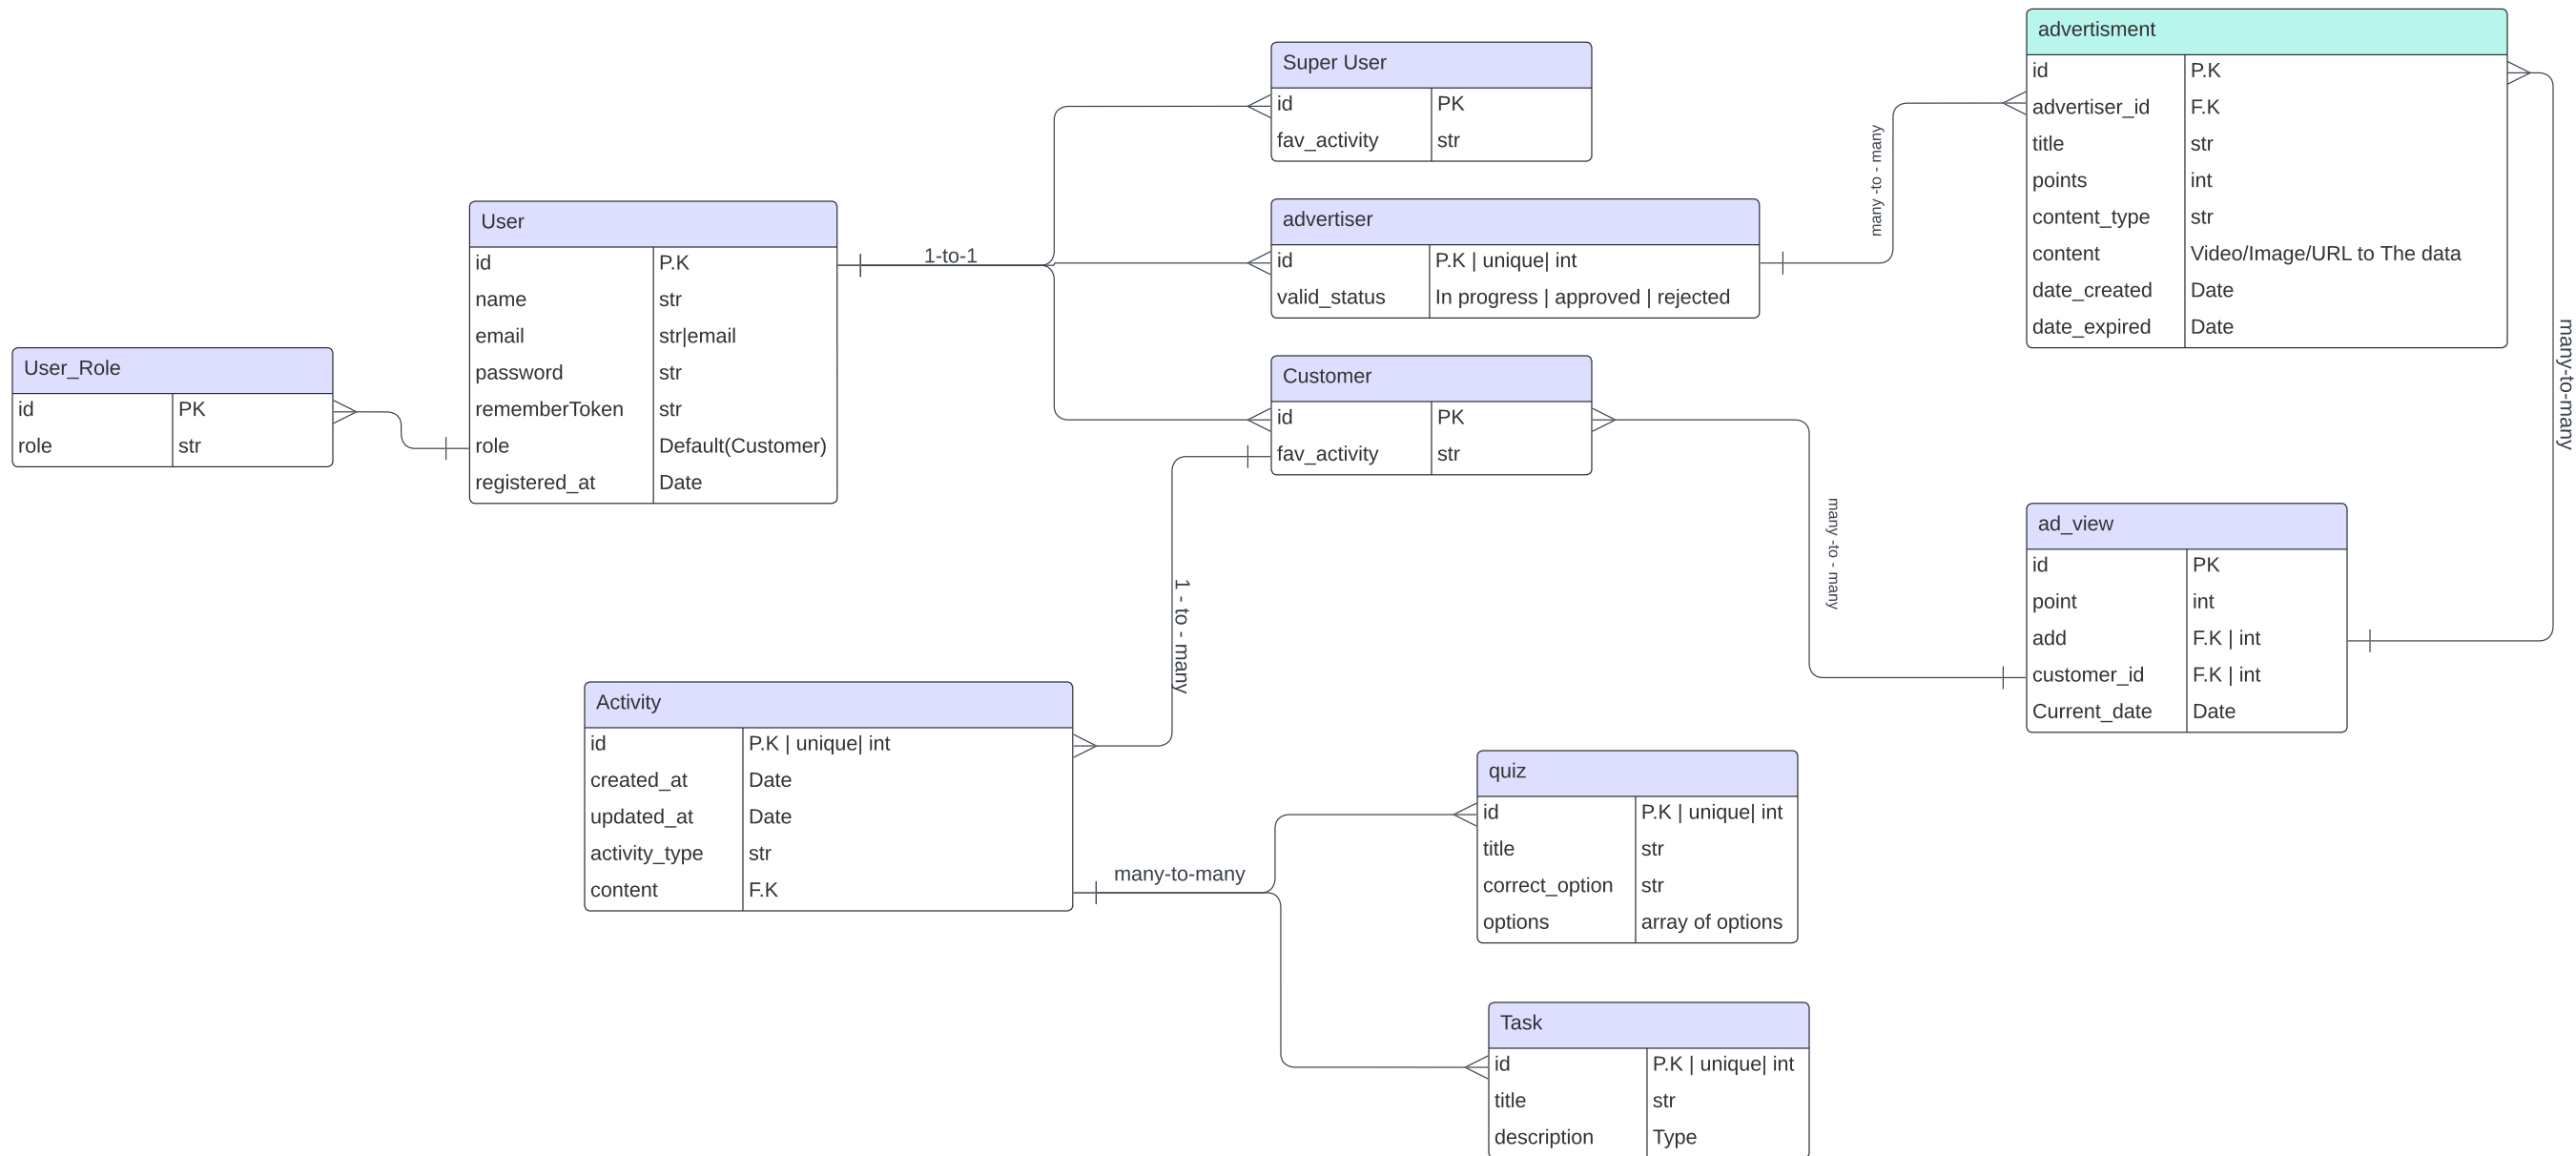 advertisment
id P.K
advertiser_id F.K
title str
points int
content_type str
content Video/Image/URL to The data
date_created Date
date_expired Date
Super User
id PK
fav_activity str
many -to - many
User
id P.K
name str
email str|email
password str
rememberToken str
role Default(Customer)
registered_at Date
1-to-1
advertiser
id P.K | unique| int
valid_status In progress | approved | rejected
User_Role
id PK
role str
Customer
id PK
fav_activity str
many-to-many
many -to - many
1 - to - many
ad_view
id PK
point int
add F.K | int
customer_id F.K | int
Current_date Date
Activity
id P.K | unique| int
created_at Date
updated_at Date
activity_type str
content F.K
many-to-many
quiz
id P.K | unique| int
title str
correct_option str
options array of options
Task
id P.K | unique| int
title str
description Type